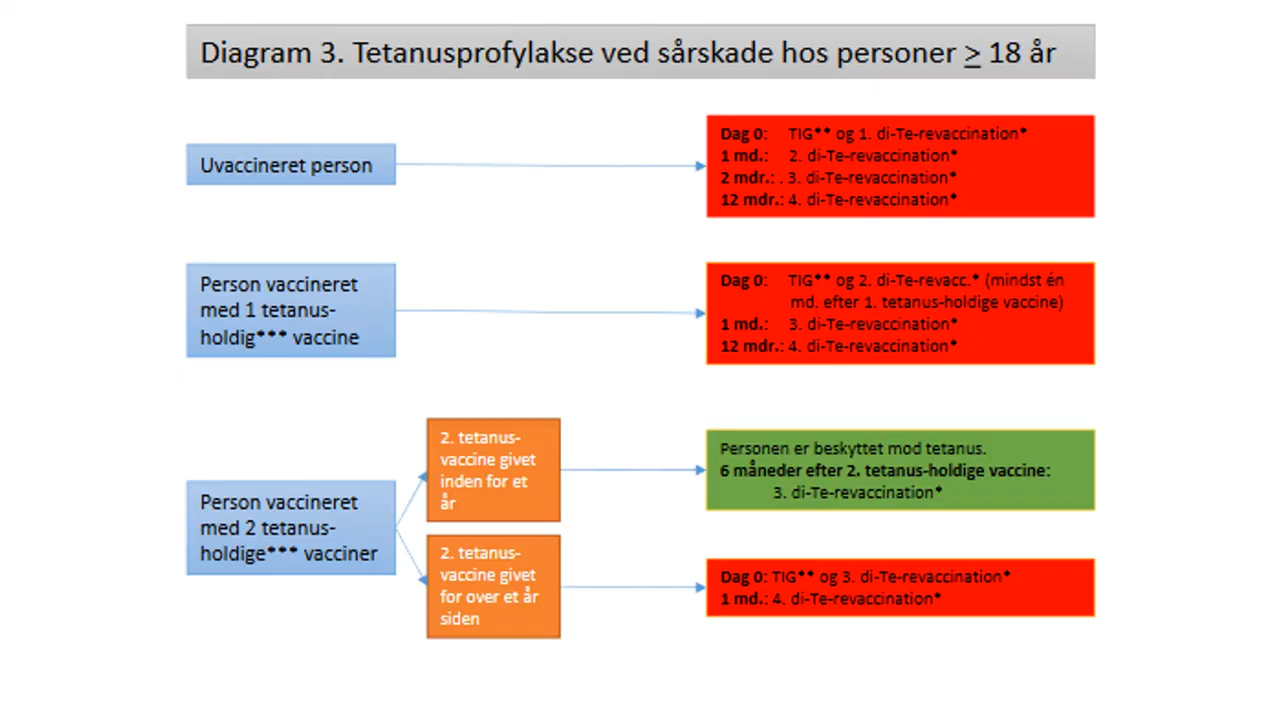 Diagram 3. Tetanusprofylakse ved sårskade hos personer ≥ 18 år
Uvaccineret person
Dag 0: TIG** og 1. di-Te-revaccination*
1 md.: 2. di-Te-revaccination*
2 mdr.: . 3. di-Te-revaccination*
12 mdr.: 4. di-Te-revaccination*
Person vaccineret
med 1 tetanus-
holdig*** vaccine
Dag 0: TIG** og 2. di-Te-revacc.* (mindst én
md. efter 1. tetanus-holdige vaccine)
1 md.: 3. di-Te-revaccination*
12 mdr.: 4. di-Te-revaccination*
Person vaccineret
med 2 tetanus-
holdige*** vacciner
2. tetanus-
vaccine givet
inden for et
år
Personen er beskyttet mod tetanus.
6 måneder efter 2. tetanus-holdige vaccine:
3. di-Te-revaccination*
2. tetanus-
vaccine givet
for over et år
siden
Dag 0: TIG** og 3. di-Te-revaccination*
1 md.: 4. di-Te-revaccination*